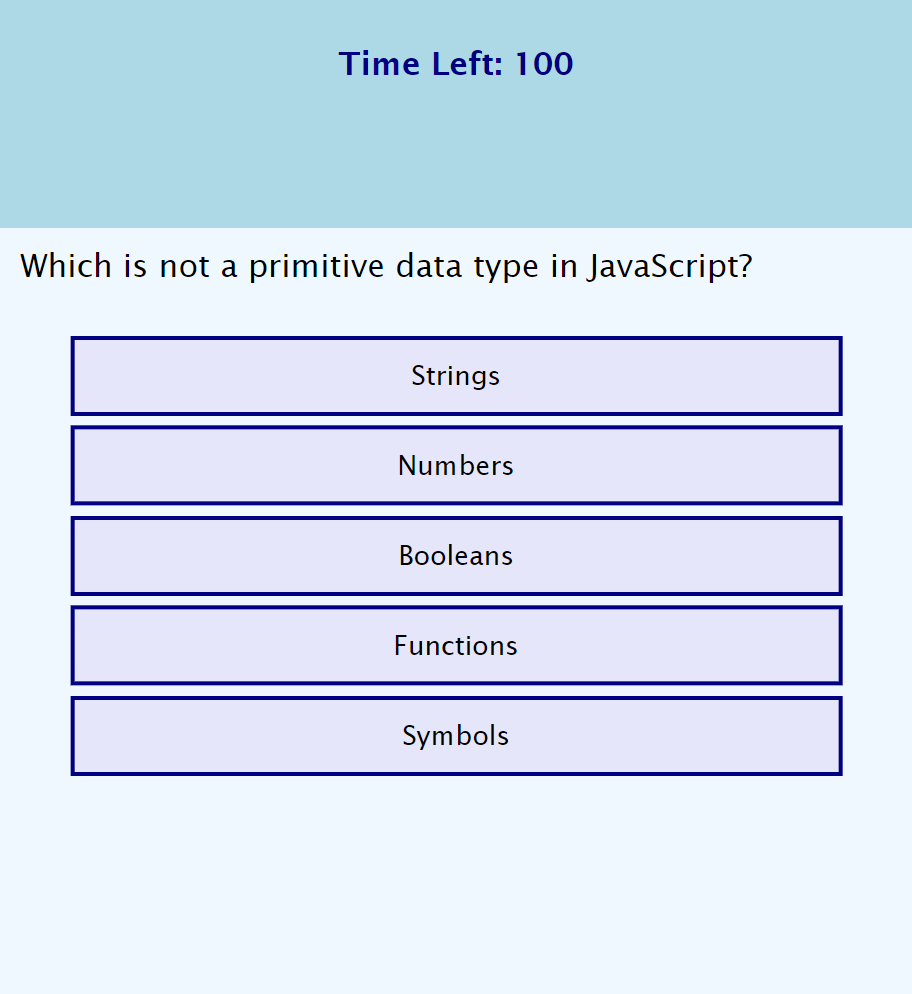 Time Left: 100
Which is not a primitive data type in JavaScript?
Strings
Numbers
Booleans
Functions
Symbols